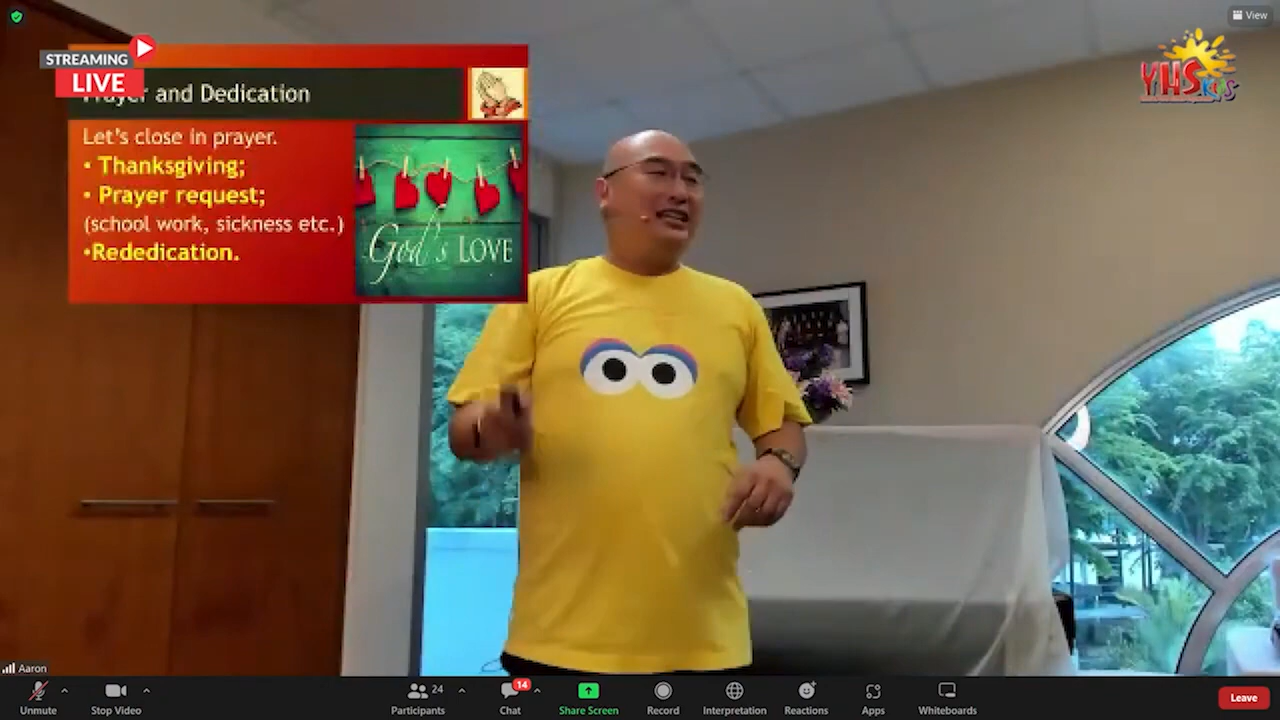 View
STREAMING
LIVE
YHS KIDS
Prayer and Dedication
Let's close in prayer.
• Thanksgiving;
• Prayer request;
(school work, sickness etc.)
•Rededication.
God's LOVE
Aaron
Unmute
Stop Video
Participants
24
Chat
14
Share Screen
Record
Interpretation
Reactions
Apps
Whiteboards
Leave